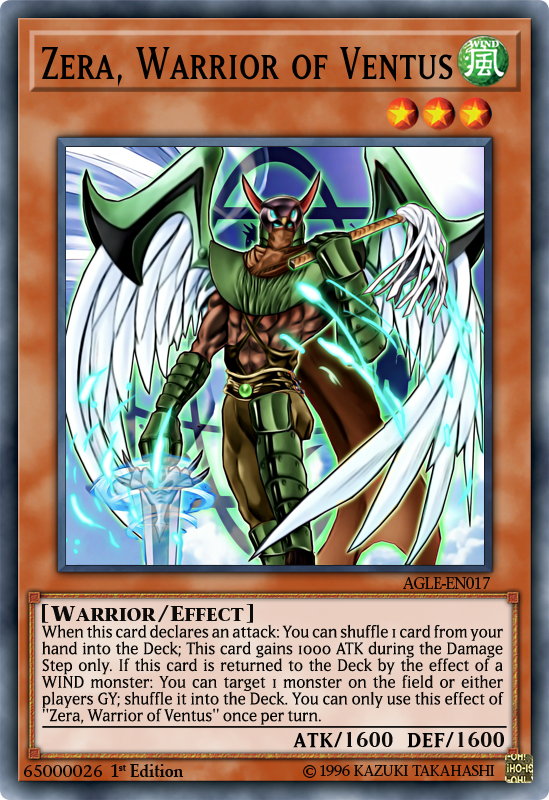 Zera, Warrior of Ventus
WIND
風
AGLE-EN017
[Warrior/Effect]
When this card declares an attack: You can shuffle 1 card from your
hand into the Deck; This card gains 1000 ATK during the Damage
Step only. If this card is returned to the Deck by the effect of a
WIND monster: You can target 1 monster on the field or either
players GY; shuffle it into the Deck. You can only use this effect of
"Zera, Warrior of Ventus" once per turn.
ATK/1600 DEF/1600
65000026 1st Edition © 1996 KAZUKI TAKAHASHI